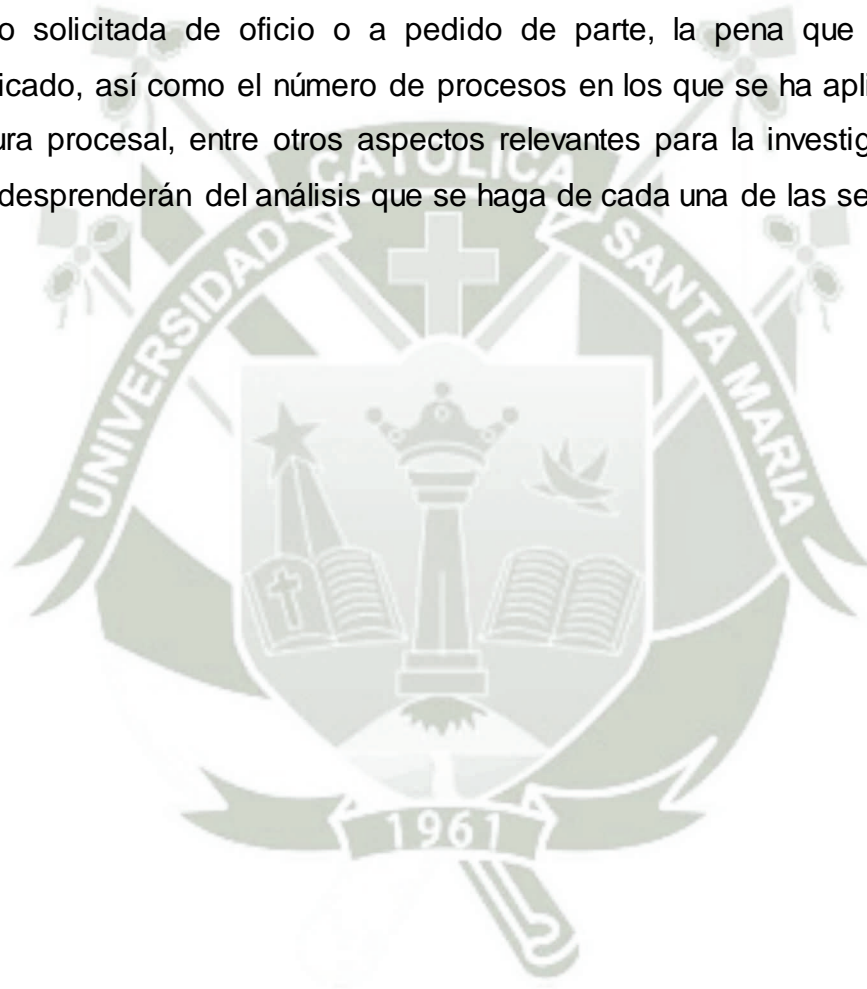 o solicitada de oficio o a pedido de parte, la pena que
icado, así como el número de procesos en los que se ha apli
ura procesal, entre otros aspectos relevantes para la investig
desprenderán del análisis que se haga de cada una de las se
UNIVERSIDAD CATOLICA SANTA MARIA
1961